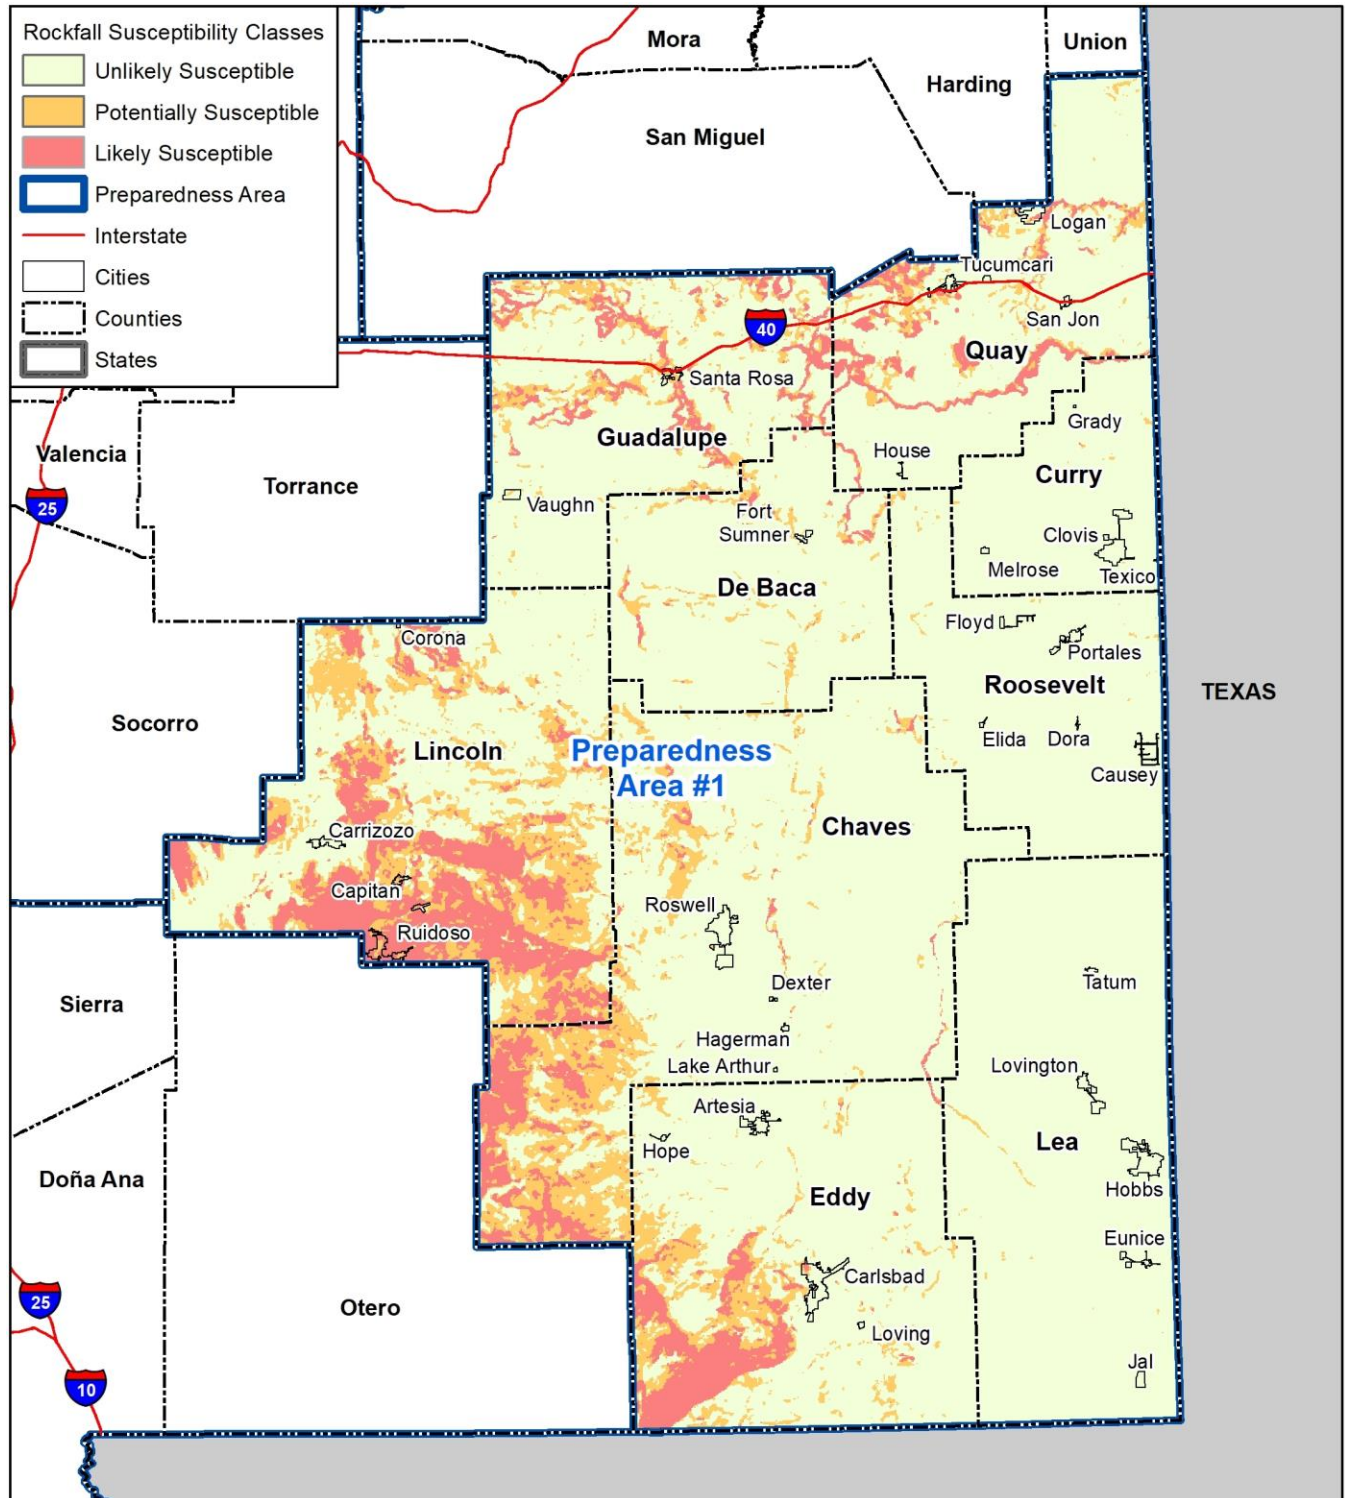 Rockfall Susceptibility Classes
Unlikely Susceptible
Potentially Susceptible
Likely Susceptible
Preparedness Area
Interstate
Cities
Counties
States
Mora
Union
Harding
San Miguel
Logan
Tucumcari
San Jon
40
Quay
Santa Rosa
Grady
Guadalupe
House
Valencia
Curry
Torrance
25
Vaughn
Fort
Sumner
Clovis
Melrose
Texico
De Baca
Floyd
Corona
Portales
Roosevelt
TEXAS
Socorro
Lincoln
Elida
Dora
Preparedness
Area #1
Causey
Chaves
Carrizozo
Capitan
Roswell
Ruidoso
Dexter
Tatum
Sierra
Hagerman
Lake Arthur
Lovington
Artesia
Hope
Lea
Doña Ana
Hobbs
Eddy
Eunice
Carlsbad
25
Otero
Loving
Jal
10